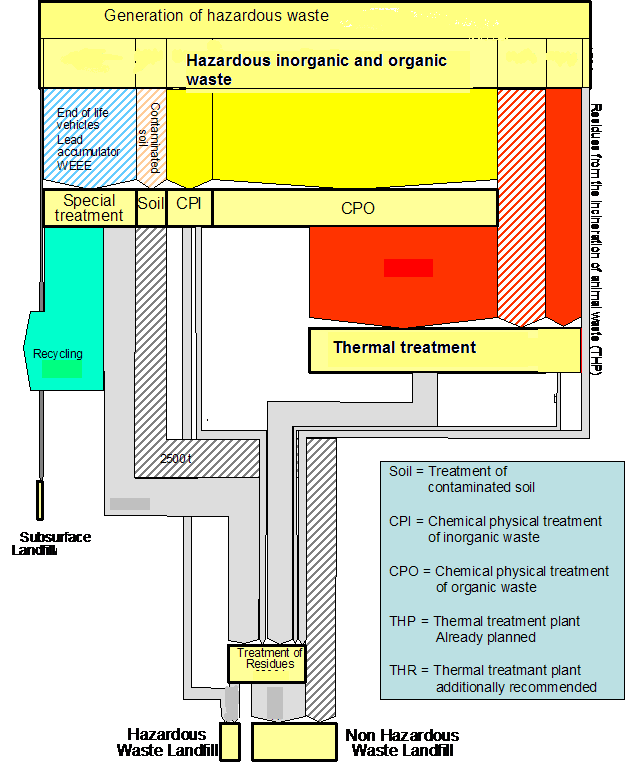 Generation of hazardous waste
Hazardous inorganic and organic
waste
End of life
vehicles
Lead
accumulator
WEEE
Contaminated
soil
Residues from the incineration of animal waste (THP)
Special
treatment
Soil
CPI
CPO
Recycling
Thermal treatment
2500 t
Subsurface
Landfill
Soil = Treatment of
contaminated soil
CPI = Chemical physical treatment
of inorganic waste
CPO = Chemical physical treatment
of organic waste
THP = Thermal treatment plant
Already planned
THR = Thermal treatmant plant
additionally recommended
Treatment of
Residues
Hazardous
Waste Landfill
Non Hazardous
Waste Landfill